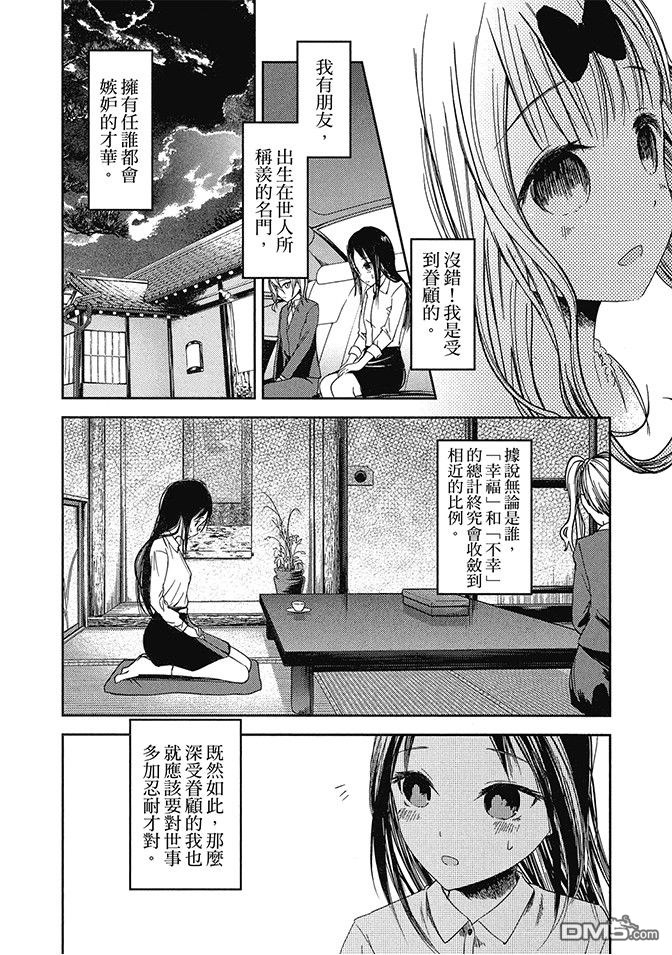 沒錯！我是受
到眷顧的。
我有朋友，
出生在世人所
稱羨的名門，
擁有任誰都會
嫉妒的才華。
據說無論是誰，
「幸福」和「不幸」
的總計終究會收斂到
相近的比例。
既然如此，那麼
深受眷顧的我也
就應該要對世事
多加忍耐才對。
DM5.com